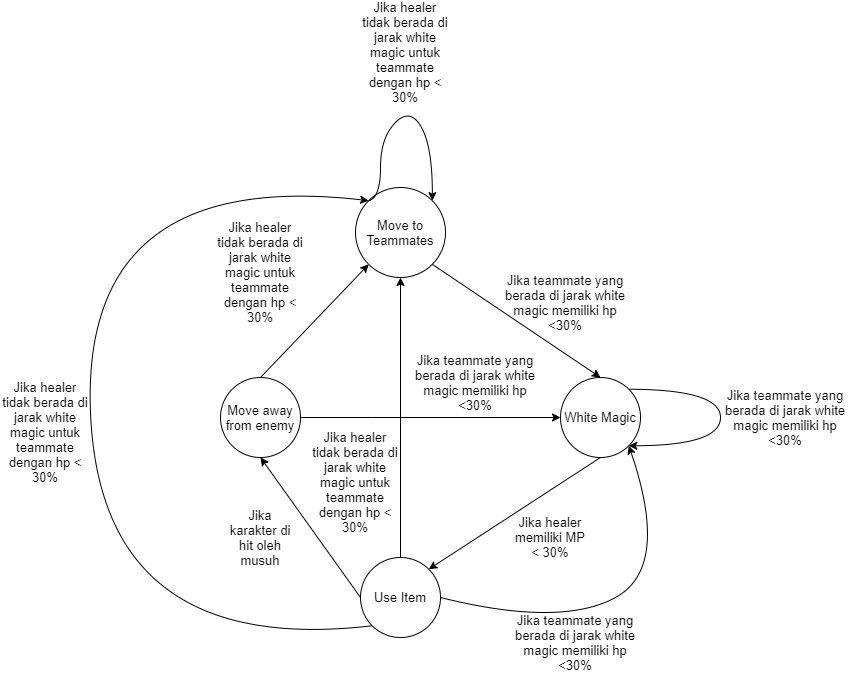 Jika healer
tidak berada di
jarak white
magic untuk
teammate
dengan hp <
30%
Move to
Teammates
Jika healer
tidak berada di
jarak white
magic untuk
teammate
dengan hp <
30%
Jika teammate yang
berada di jarak white
magic memiliki hp
<30%
Jika teammate yang
berada di jarak white
magic memiliki hp
<30%
Jika healer
tidak berada di
jarak white
magic untuk
teammate
dengan hp <
30%
Move away
from enemy
White Magic
Jika teammate yang
berada di jarak white
magic memiliki hp
<30%
Jika healer
tidak berada di
jarak white
magic untuk
teammate
dengan hp <
30%
Jika
karakter di
hit oleh
musuh
Jika healer
memiliki MP
< 30%
Use Item
Jika teammate yang
berada di jarak white
magic memiliki hp
<30%